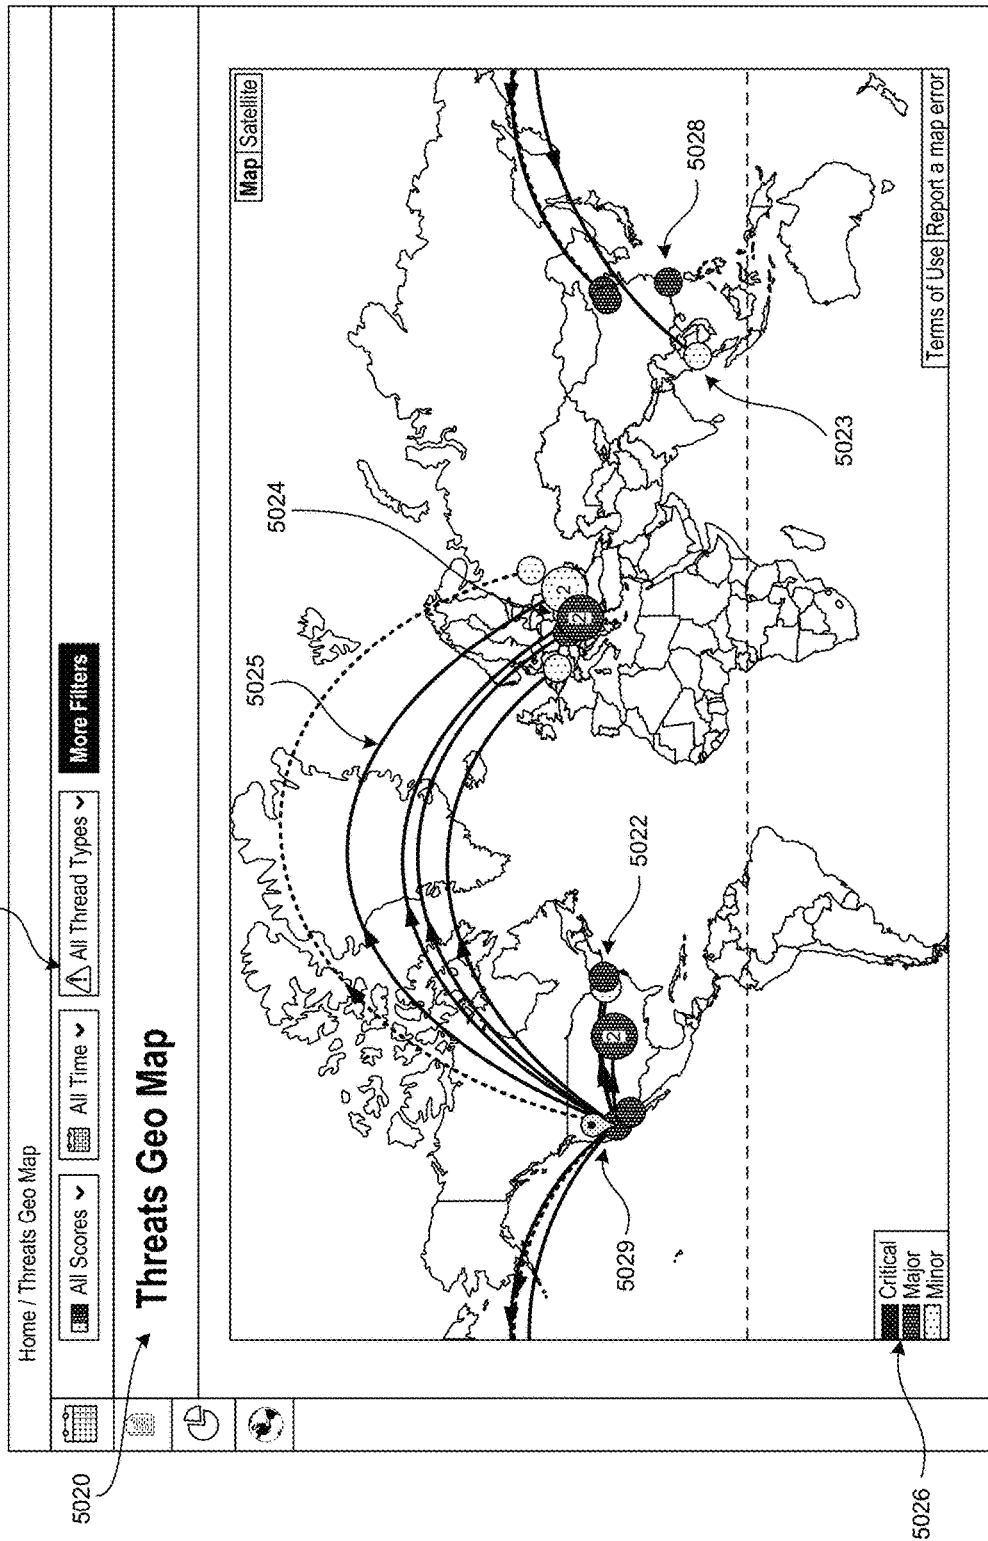 Home / Threats Geo Map
All Scores
All Time
All Thread Types
More Filters
5020
Threats Geo Map
Map Satellite
5024
5025
5028
5023
5022
5029
2
2
2
Critical
Major
Minor
5026
Terms of Use Report a map error